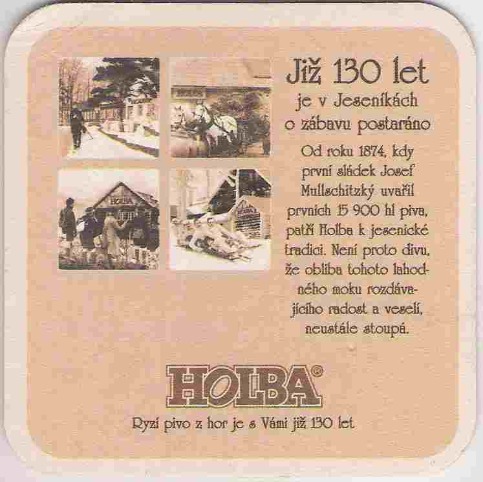 Již 130 let
je v Jeseníkách
o zábavu postaráno
Od roku 1874, kdy
první sládek Josef
Mullschitzký uvařil
prvních 15 900 hl piva,
patří Holba k jesenické
tradici. Není proto divu,
že obliba tohoto lahod-
ného moku rozdáva-
jícího radost a veselí,
neustále stoupá.
HOLBA
HOLBA®
Ryzí pivo z hor je s Vámi již 130 let